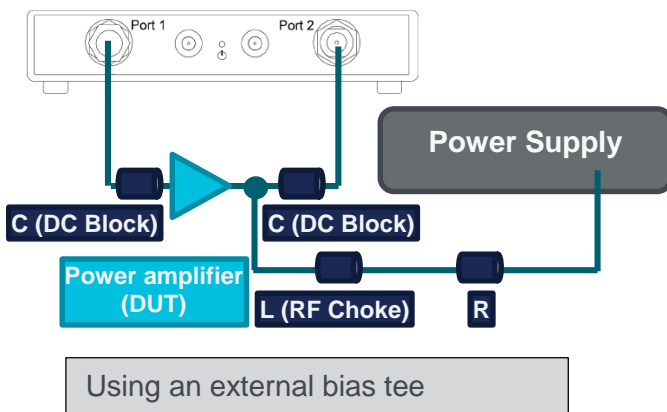 Port 1
Port 2
Power Supply
C (DC Block)
C (DC Block)
Power amplifier
(DUT)
L (RF Choke)
R
Using an external bias tee